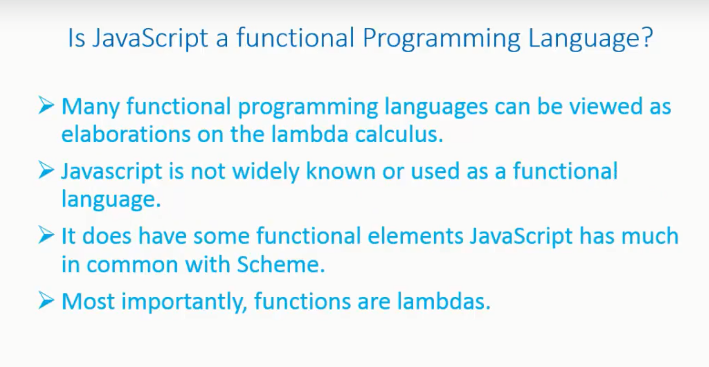 Is JavaScript a functional Programming Language?
Many functional programming languages can be viewed as
elaborations on the lambda calculus.
Javascript is not widely known or used as a functional
language.
It does have some functional elements JavaScript has much
in common with Scheme.
Most importantly, functions are lambdas.